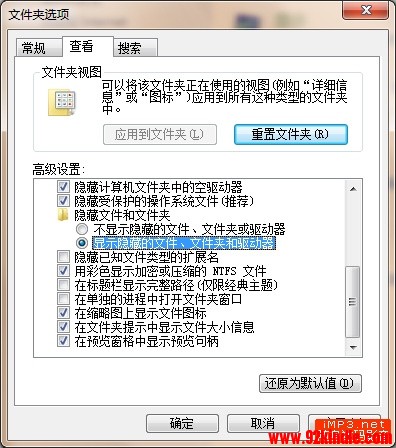 文件夹选项
常规 查看 搜索
文件夹视图
可以将该文件夹正在使用的视图(例如“详细信
息”或“图标”)应用到所有这种类型的文件夹
中。
应用到文件夹(L) 重置文件夹(R)
高级设置:
隐藏计算机文件夹中的空驱动器
隐藏受保护的操作系统文件(推荐)
隐藏文件和文件夹
不显示隐藏的文件、文件夹或驱动器
显示隐藏的文件、文件夹和驱动器
隐藏已知文件类型的扩展名
用彩色显示加密或压缩的 NTFS 文件
在标题栏显示完整路径(仅限经典主题)
在单独的进程中打开文件夹窗口
在缩略图上显示文件图标
在文件夹提示中显示文件大小信息
在预览窗格中显示预览句柄
还原为默认值(D)
确定 取消
iMP3.net